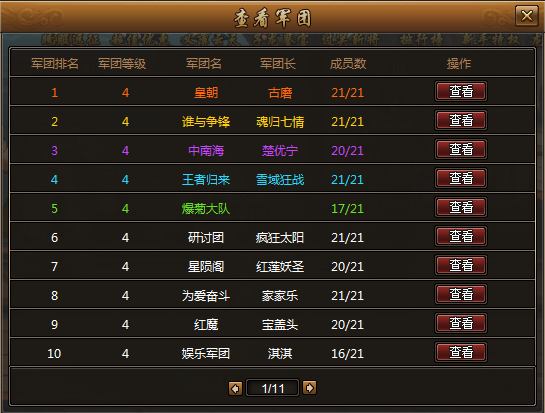 查看军团
军团排名 军团等级 军团名 军团长 成员数 操作
1 4 皇朝 古磨 21/21 查看
2 4 谁与争锋 魂归七情 21/21 查看
3 4 中南海 楚优宁 20/21 查看
4 4 王者归来 雪域狂战 21/21 查看
5 4 爆菊大队 17/21 查看
6 4 研讨团 疯狂太阳 21/21 查看
7 4 星陨阁 红莲妖圣 20/21 查看
8 4 为爱奋斗 家家乐 21/21 查看
9 4 红魔 宝盖头 20/21 查看
10 4 娱乐军团 淇淇 16/21 查看
1/11